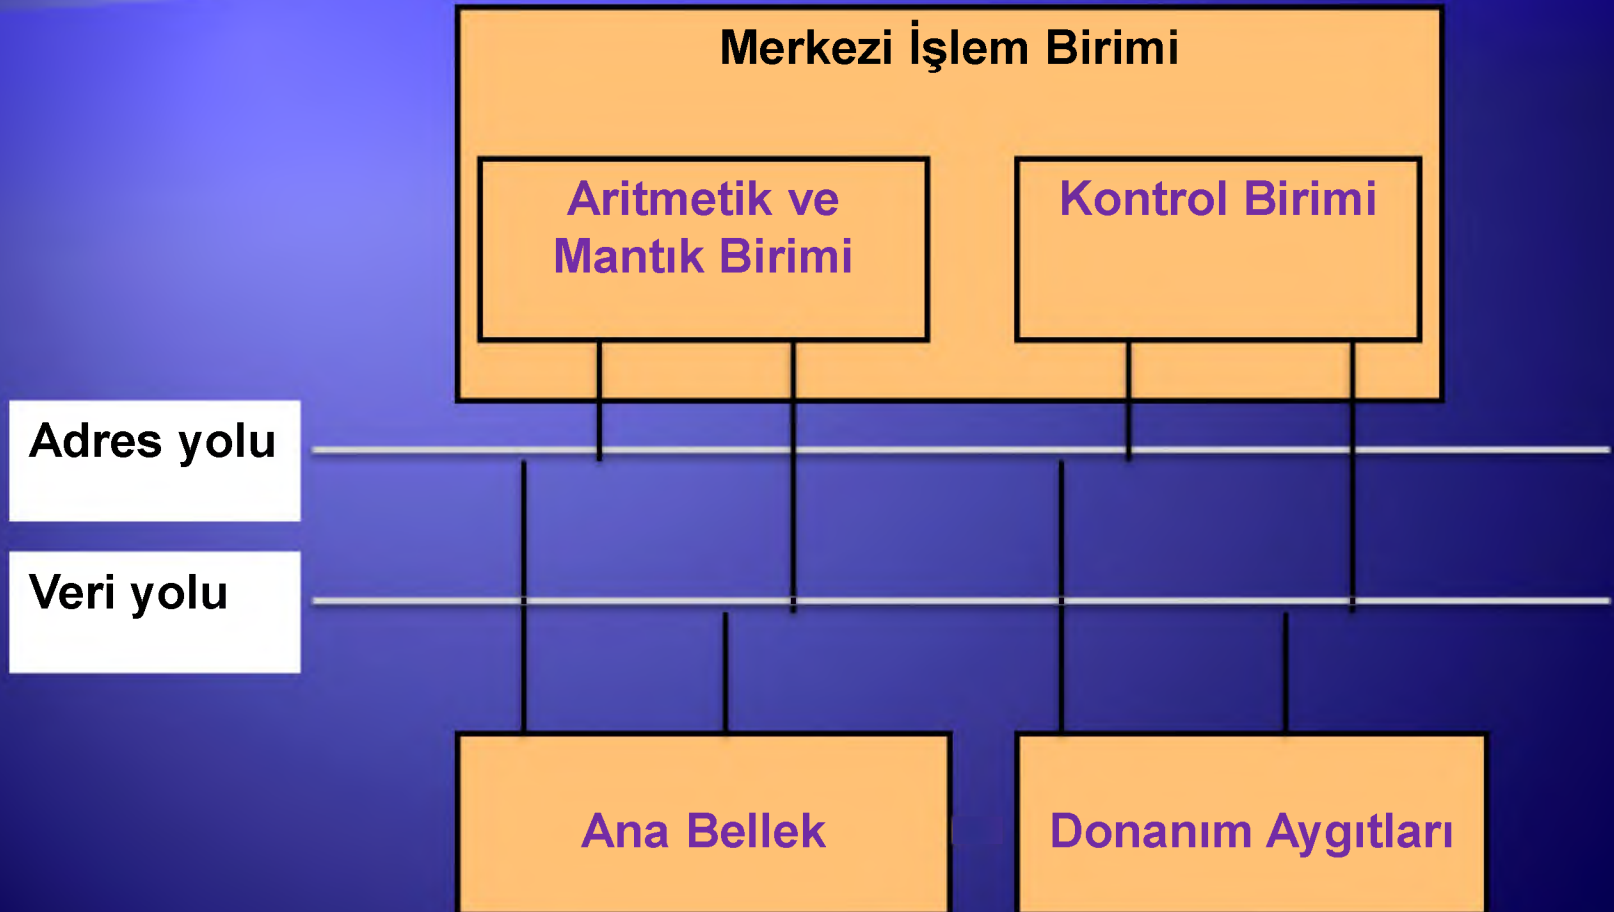 Merkezi İşlem Birimi
Aritmetik ve
Mantık Birimi
Kontrol Birimi
Adres yolu
Veri yolu
Ana Bellek
Donanım Aygıtları